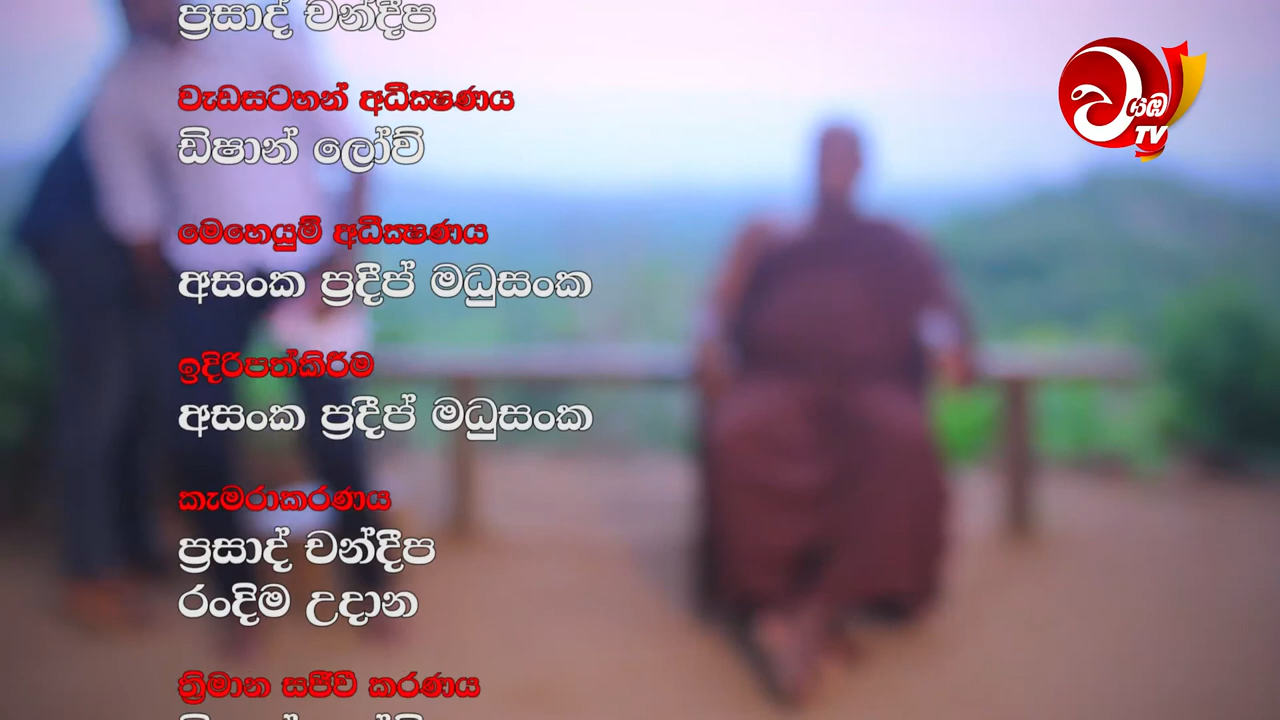 ප්‍රසාද් චන්දීප
වැඩසටහන් අධීක්ෂණය
ඩිෂාන් ලෝව්
මෙහෙයුම් අධීක්ෂණය
අසංක ප්‍රදීප් මධුසංක
ඉදිරිපත්කිරීම
අසංක ප්‍රදීප් මධුසංක
කැමරාකරණය
ප්‍රසාද් චන්දීප
රංදිම උදාන
ත්‍රිමාන සජීවී කරණය
TV